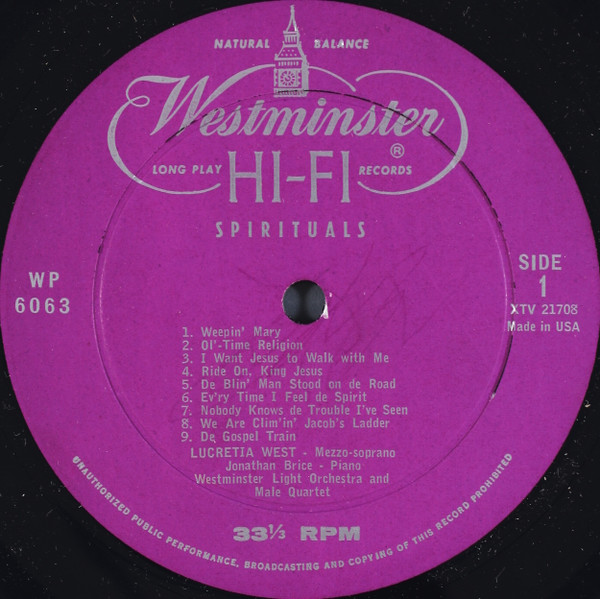 NATURAL BALANCE
Westminster
LONG PLAY HI-FI RECORDS ®
SPIRITUALS
WP
6063
SIDE
1
XTV 21708
Made in USA
1. Weepin' Mary
2. Ol'-Time Religion
3. I Want Jesus to Walk with Me
4. Ride On, King Jesus
5. De Blin' Man Stood on de Road
6. Ev'ry Time I Feel de Spirit
7. Nobody Knows de Trouble I've Seen
8. We Are Clim'in' Jacob's Ladder
9. De Gospel Train
LUCRETIA WEST - Mezzo-soprano
Jonathan Brice - Piano
Westminster Light Orchestra and
Male Quartet
33⅓ RPM
UNAUTHORIZED PUBLIC PERFORMANCE, BROADCASTING AND COPYING OF THIS RECORD PROHIBITED